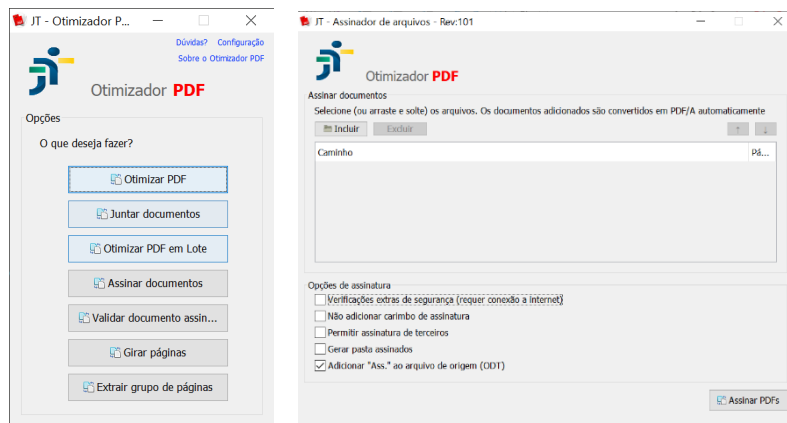 JT - Otimizador P...
Dúvidas? Configuração
Sobre o Otimizador PDF
Otimizador PDF
Opções
O que deseja fazer?
Otimizar PDF
Juntar documentos
Otimizar PDF em Lote
Assinar documentos
Validar documento assin...
Girar páginas
Extrair grupo de páginas
JT - Assinador de arquivos - Rev:101
Otimizador PDF
Assinar documentos
Selecione (ou arraste e solte) os arquivos. Os documentos adicionados são convertidos em PDF/A automaticamente
Incluir Excluir ↑ ↓
Caminho Pá...
Opções de assinatura
Verificações extras de segurança (requer conexão a internet)
Não adicionar carimbo de assinatura
Permitir assinatura de terceiros
Gerar pasta assinados
Adicionar "Ass." ao arquivo de origem (ODT)
Assinar PDFs